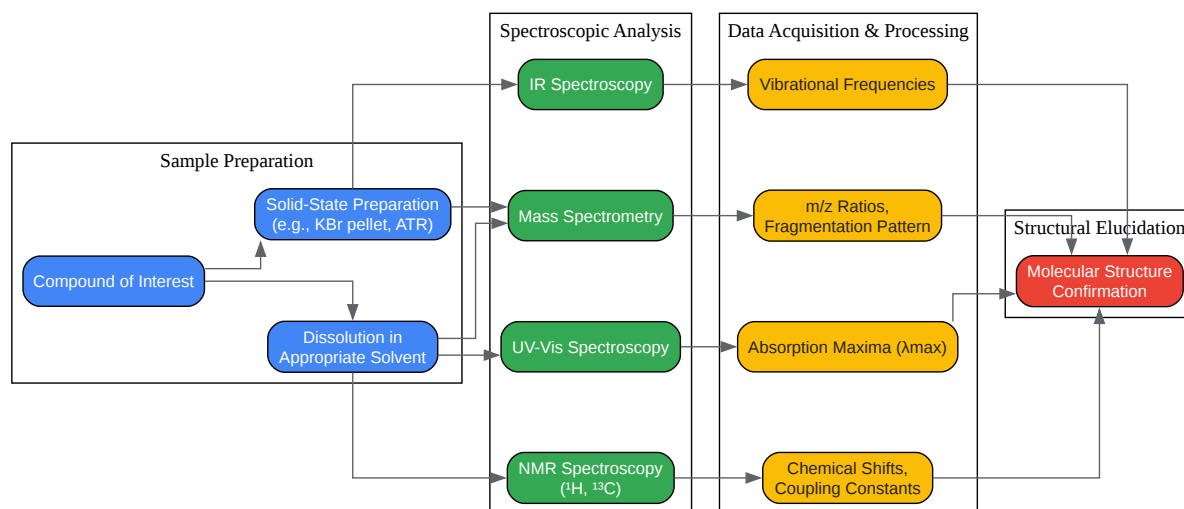 Spectroscopic Analysis
Data Acquisition & Processing
IR Spectroscopy
Vibrational Frequencies
Sample Preparation
Solid-State Preparation
(e.g., KBr pellet, ATR)
Mass Spectrometry
m/z Ratios,
Fragmentation Pattern
Structural Elucidation
Compound of Interest
Molecular Structure
Confirmation
Dissolution in
Appropriate Solvent
UV-Vis Spectroscopy
Absorption Maxima (λmax)
NMR Spectroscopy
(¹H, ¹³C)
Chemical Shifts,
Coupling Constants